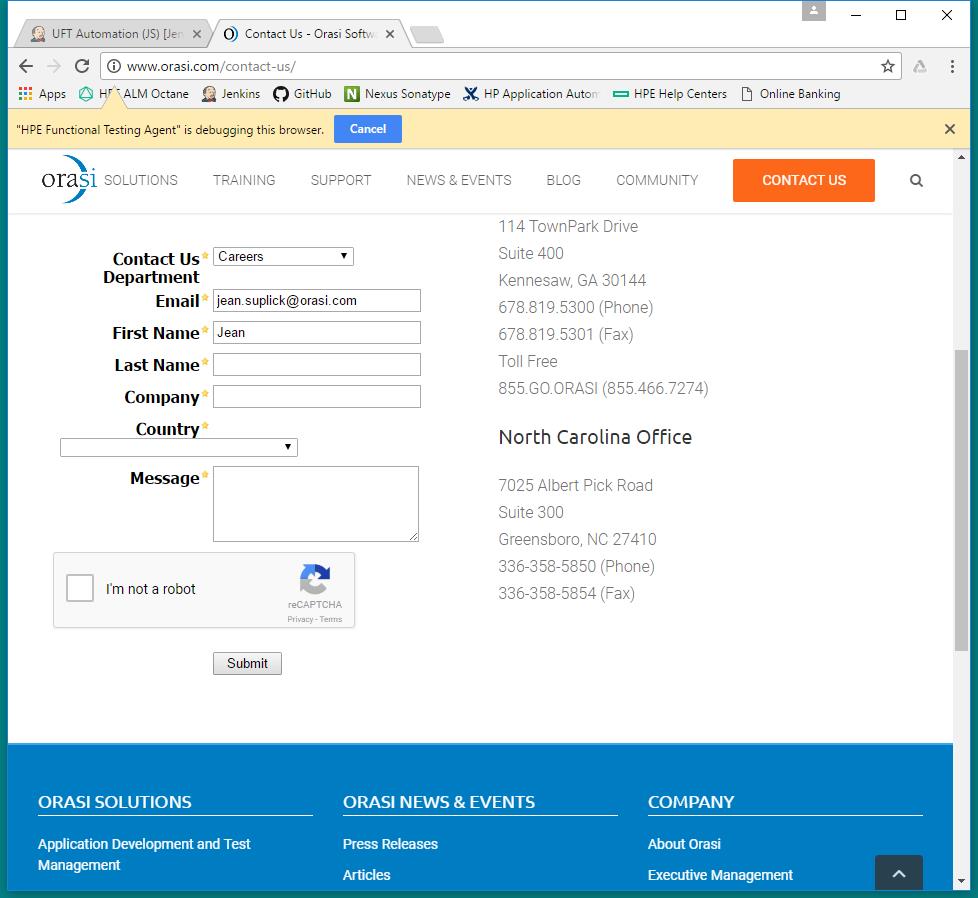 UFT Automation (JS) [Jen
Contact Us - Orasi Softw
www.orasi.com/contact-us/
Apps
HPE ALM Octane
Jenkins
GitHub
N Nexus Sonatype
HP Application Autom
HPE Help Centers
Online Banking
"HPE Functional Testing Agent" is debugging this browser.
Cancel
orasi
SOLUTIONS
TRAINING
SUPPORT
NEWS & EVENTS
BLOG
COMMUNITY
CONTACT US
Contact Us
Department
Careers
Email
jean.suplick@orasi.com
First Name
Jean
Last Name
Company
Country
Message
I'm not a robot
reCAPTCHA
Privacy - Terms
Submit
114 TownPark Drive
Suite 400
Kennesaw, GA 30144
678.819.5300 (Phone)
678.819.5301 (Fax)
Toll Free
855.GO.ORASI (855.466.7274)
North Carolina Office
7025 Albert Pick Road
Suite 300
Greensboro, NC 27410
336-358-5850 (Phone)
336-358-5854 (Fax)
ORASI SOLUTIONS
Application Development and Test
Management
ORASI NEWS & EVENTS
Press Releases
Articles
COMPANY
About Orasi
Executive Management